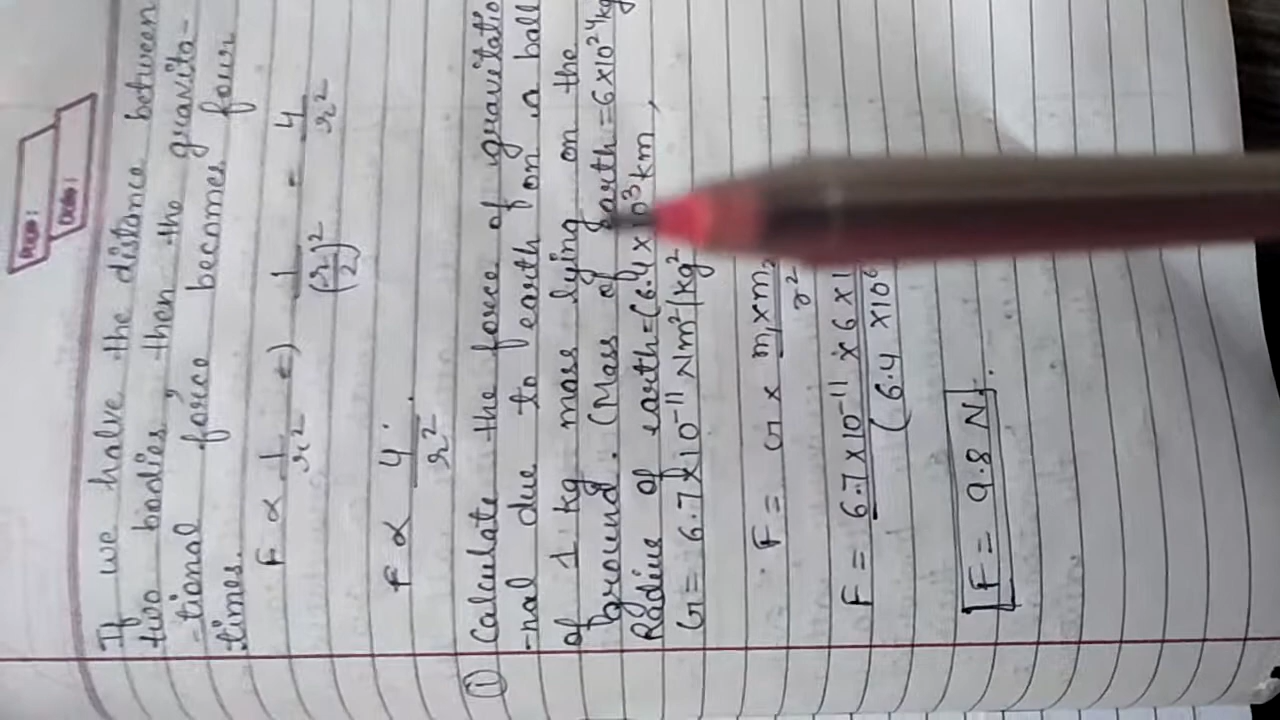 PAGE:
DATE:
If we halve the distance between
two bodies, then the gravita-
-tional force becomes four
times.
F ∝ 1/r² => 1/(r/2)² = 4/r²
F ∝ 4/r².
① Calculate the force of gravitatio
-nal due to earth on a ball
of 1 kg mass lying on the
ground. (Mass of earth = 6×10²⁴ kg
Radius of earth = (6.4 × 10³ km,
G = 6.7×10⁻¹¹ Nm²/kg²
F = G × m₁×m₂/r²
F = 6.7×10⁻¹¹ × 6×1/(6.4 ×10⁶
F = 9.8 N.